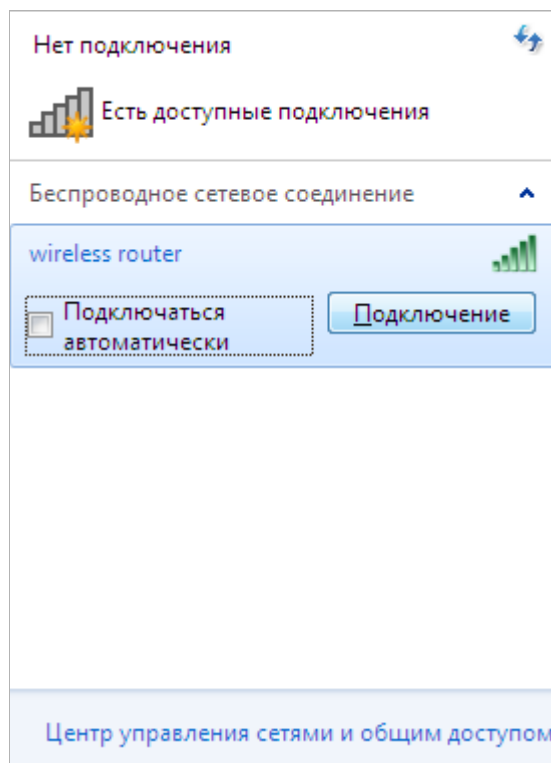 Нет подключения
Есть доступные подключения
Беспроводное сетевое соединение
wireless router
Подключаться
автоматически
Подключение
Центр управления сетями и общим доступом